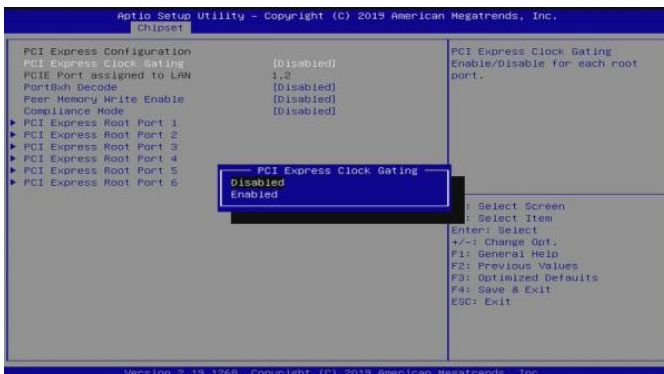 Aptio Setup Utility – Copyright (C) 2019 American Megatrends, Inc.
Chipset
PCI Express Configuration
PCI Express Clock Gating [Disabled]
PCIE Port assigned to LAN 1,2
Port8xh Decode [Disabled]
Peer Memory Write Enable [Disabled]
Compliance Mode [Disabled]
PCI Express Root Port 1
PCI Express Root Port 2
PCI Express Root Port 3
PCI Express Root Port 4
PCI Express Root Port 5
PCI Express Root Port 6
PCI Express Clock Gating
Disabled
Enabled
PCI Express Clock Gating
Enable/Disable for each root
port.
: Select Screen
: Select Item
Enter: Select
+/-: Change Opt.
F1: General Help
F2: Previous Values
F3: Optimized Defaults
F4: Save & Exit
ESC: Exit
Version 2.19.1268. Copyright (C) 2019 American Megatrends, Inc.